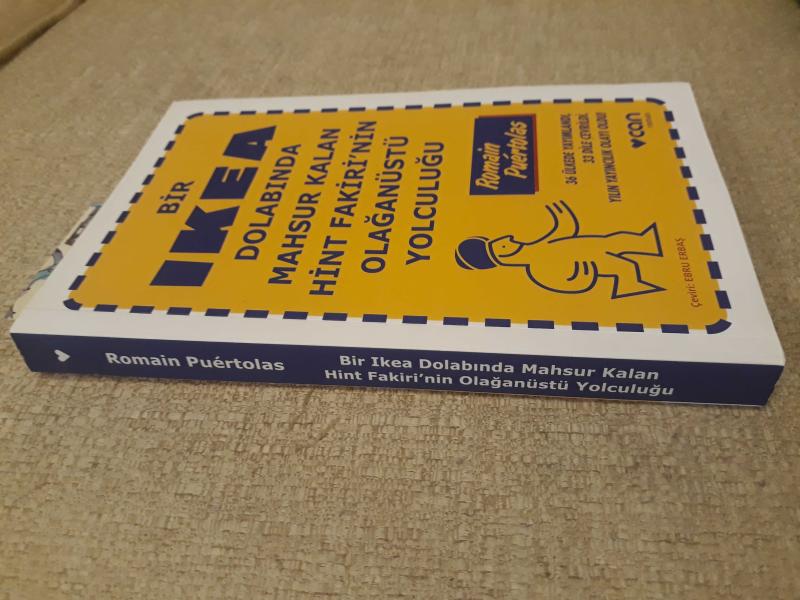 BİR
IKEA
DOLABINDA
MAHSUR KALAN
HİNT FAKİRİ'NİN
OLAĞANÜSTÜ
YOLCULUĞU
Romain
Puértolas
36 ÜLKEDE YAYIMLANDI,
33 DİLE ÇEVRİLDİ,
YILIN YAYINCILIK OLAYI OLDU!
can
Çeviri: EBRU ERBAŞ
Romain Puértolas
Bir Ikea Dolabında Mahsur Kalan
Hint Fakiri'nin Olağanüstü Yolculuğu